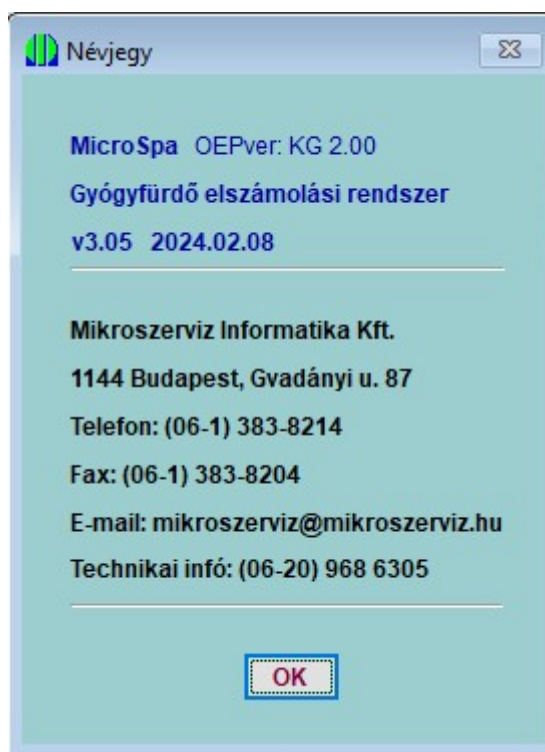 Névjegy
MicroSpa OEPver: KG 2.00
Gyógyfürdő elszámolási rendszer
v3.05 2024.02.08
Mikroszerviz Informatika Kft.
1144 Budapest, Gvadányi u. 87
Telefon: (06-1) 383-8214
Fax: (06-1) 383-8204
E-mail: mikroszerviz@mikroszerviz.hu
Technikai infó: (06-20) 968 6305
OK